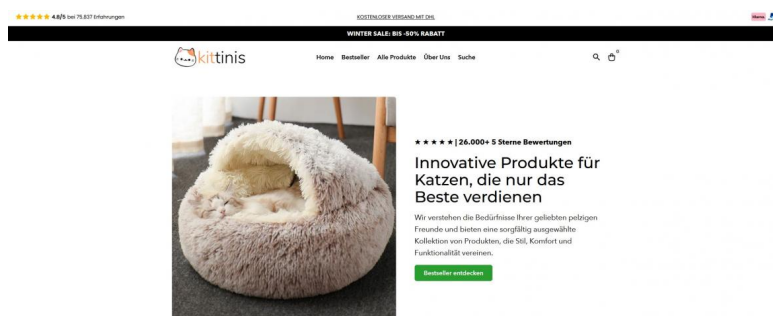 ★★★★★ 4.8/5 bei 75.837 Erfahrungen
KOSTENLOSER VERSAND MIT DHL
Klarna.
WINTER SALE: BIS -50% RABATT
kittinis
Home Bestseller Alle Produkte Über Uns Suche
0
★★★★★ | 26.000+ 5 Sterne Bewertungen
Innovative Produkte für
Katzen, die nur das
Beste verdienen
Wir verstehen die Bedürfnisse Ihrer geliebten pelzigen
Freunde und bieten eine sorgfältig ausgewählte
Kollektion von Produkten, die Stil, Komfort und
Funktionalität vereinen.
Bestseller entdecken